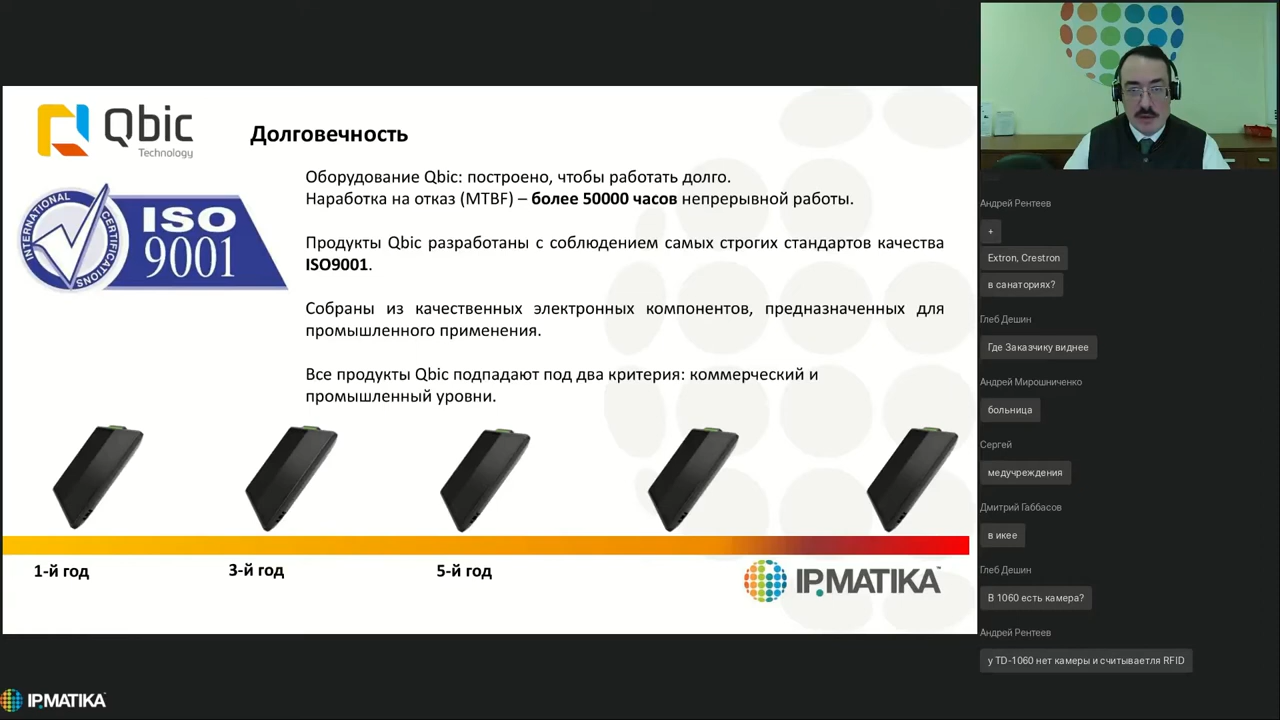 Qbic
Technology
Долговечность
INTERNATIONAL CERTIFICATIONS
ISO
9001
Оборудование Qbic: построено, чтобы работать долго.
Наработка на отказ (MTBF) – более 50000 часов непрерывной работы.
Продукты Qbic разработаны с соблюдением самых строгих стандартов качества
ISO9001.
Собраны из качественных электронных компонентов, предназначенных для
промышленного применения.
Все продукты Qbic подпадают под два критерия: коммерческий и
промышленный уровни.
1-й год
3-й год
5-й год
IPMATIKA™
Андрей Рентеев
+
Extron, Crestron
в санаториях?
Глеб Дешин
Где Заказчику виднее
Андрей Мирошниченко
больница
Сергей
медучреждения
Дмитрий Габбасов
в икее
Глеб Дешин
В 1060 есть камера?
Андрей Рентеев
у TD-1060 нет камеры и считываетля RFID
IPMATIKA